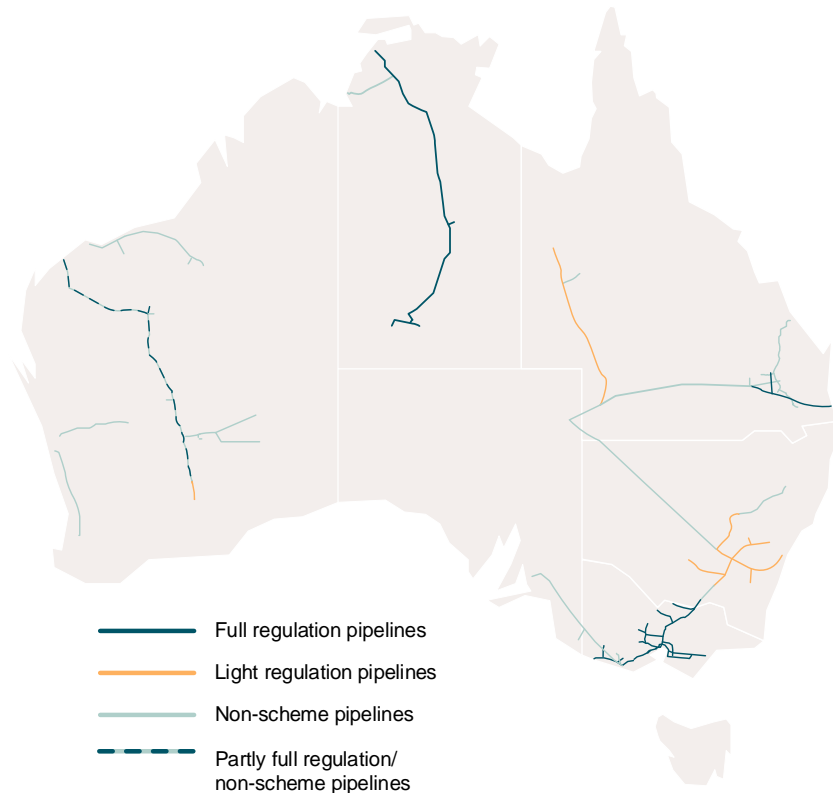 Full regulation pipelines
Light regulation pipelines
Non-scheme pipelines
Partly full regulation/
non-scheme pipelines